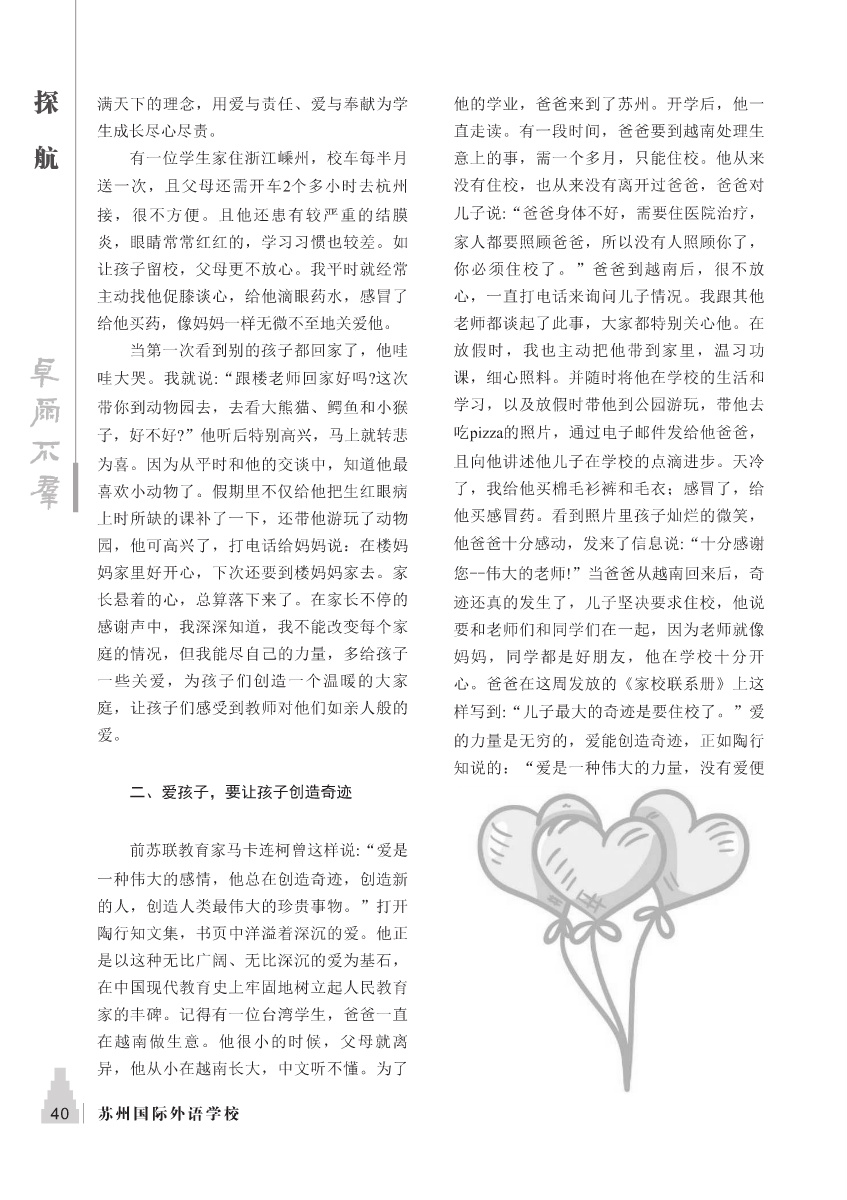 探
航
卓尔不群
满天下的理念，用爱与责任、爱与奉献为学
生成长尽心尽责。
有一位学生家住浙江嵊州，校车每半月
送一次，且父母还需开车2个多小时去杭州
接，很不方便。且他还患有较严重的结膜
炎，眼睛常常红红的，学习习惯也较差。如
让孩子留校，父母更不放心。我平时就经常
主动找他促膝谈心，给他滴眼药水，感冒了
给他买药，像妈妈一样无微不至地关爱他。
当第一次看到别的孩子都回家了，他哇
哇大哭。我就说:“跟楼老师回家好吗?这次
带你到动物园去，去看大熊猫、鳄鱼和小猴
子，好不好?”他听后特别高兴，马上就转悲
为喜。因为从平时和他的交谈中，知道他最
喜欢小动物了。假期里不仅给他把生红眼病
上时所缺的课补了一下，还带他游玩了动物
园，他可高兴了，打电话给妈妈说：在楼妈
妈家里好开心，下次还要到楼妈妈家去。家
长悬着的心，总算落下来了。在家长不停的
感谢声中，我深深知道，我不能改变每个家
庭的情况，但我能尽自己的力量，多给孩子
一些关爱，为孩子们创造一个温暖的大家
庭，让孩子们感受到教师对他们如亲人般的
爱。
二、爱孩子，要让孩子创造奇迹
前苏联教育家马卡连柯曾这样说:“爱是
一种伟大的感情，他总在创造奇迹，创造新
的人，创造人类最伟大的珍贵事物。”打开
陶行知文集，书页中洋溢着深沉的爱。他正
是以这种无比广阔、无比深沉的爱为基石，
在中国现代教育史上牢固地树立起人民教育
家的丰碑。记得有一位台湾学生，爸爸一直
在越南做生意。他很小的时候，父母就离
异，他从小在越南长大，中文听不懂。为了
他的学业，爸爸来到了苏州。开学后，他一
直走读。有一段时间，爸爸要到越南处理生
意上的事，需一个多月，只能住校。他从来
没有住校，也从来没有离开过爸爸，爸爸对
儿子说:“爸爸身体不好，需要住医院治疗，
家人都要照顾爸爸，所以没有人照顾你了，
你必须住校了。”爸爸到越南后，很不放
心，一直打电话来询问儿子情况。我跟其他
老师都谈起了此事，大家都特别关心他。在
放假时，我也主动把他带到家里，温习功
课，细心照料。并随时将他在学校的生活和
学习，以及放假时带他到公园游玩，带他去
吃pizza的照片，通过电子邮件发给他爸爸，
且向他讲述他儿子在学校的点滴进步。天冷
了，我给他买棉毛衫裤和毛衣；感冒了，给
他买感冒药。看到照片里孩子灿烂的微笑，
他爸爸十分感动，发来了信息说:“十分感谢
您--伟大的老师!”当爸爸从越南回来后，奇
迹还真的发生了，儿子坚决要求住校，他说
要和老师们和同学们在一起，因为老师就像
妈妈，同学都是好朋友，他在学校十分开
心。爸爸在这周发放的《家校联系册》上这
样写到:“儿子最大的奇迹是要住校了。”爱
的力量是无穷的，爱能创造奇迹，正如陶行
知说的：“爱是一种伟大的力量，没有爱便
40 苏州国际外语学校